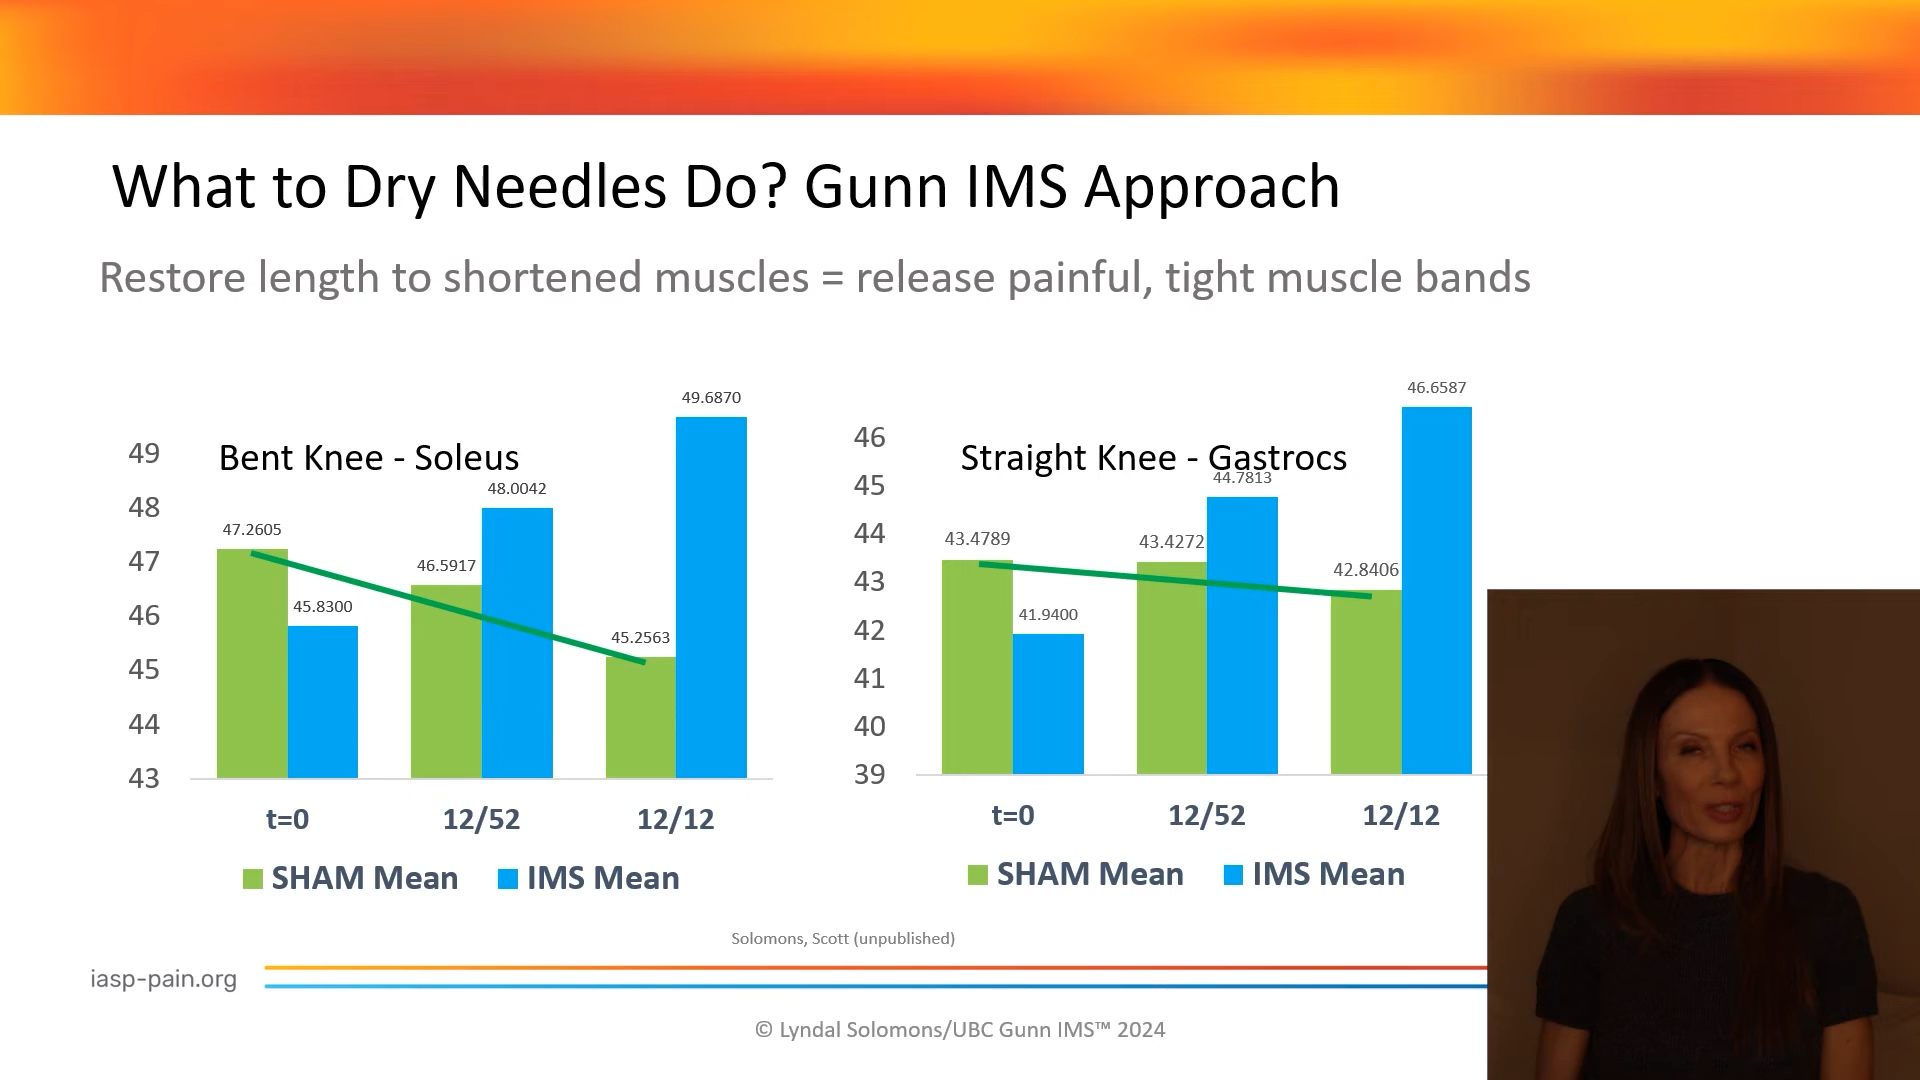 What to Dry Needles Do? Gunn IMS Approach
Restore length to shortened muscles = release painful, tight muscle bands
Bent Knee - Soleus
49
48
47
46
45
44
43
47.2605
45.8300
46.5917
48.0042
45.2563
49.6870
t=0
12/52
12/12
SHAM Mean
IMS Mean
Straight Knee - Gastrocs
46
45
44
43
42
41
40
39
43.4789
41.9400
43.4272
44.7813
42.8406
46.6587
t=0
12/52
12/12
SHAM Mean
IMS Mean
Solomons, Scott (unpublished)
iasp-pain.org
© Lyndal Solomons/UBC Gunn IMS™ 2024